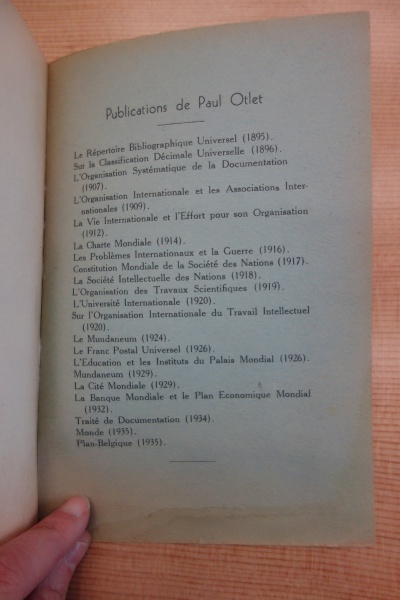 Publications de Paul Otlet
Le Répertoire Bibliographique Universel (1895).
Sur la Classification Décimale Universelle (1896).
L'Organisation Systématique de la Documentation
(1907).
L'Organisation Internationale et les Associations Inter-
nationales (1909).
La Vie Internationale et l'Effort pour son Organisation
(1912).
La Charte Mondiale (1914).
Les Problèmes Internationaux et la Guerre (1916).
Constitution Mondiale de la Société des Nations (1917).
La Société Intellectuelle des Nations (1918).
L'Organisation des Travaux Scientifiques (1919).
L'Université Internationale (1920).
Sur l'Organisation Internationale du Travail Intellectuel
(1920).
Le Mundaneum (1924).
Le Franc Postal Universel (1926).
L'Education et les Instituts du Palais Mondial (1926).
Mundaneum (1929).
La Cité Mondiale (1929).
La Banque Mondiale et le Plan Economique Mondial
(1932).
Traité de Documentation (1934).
Monde (1935).
Plan-Belgique (1935).